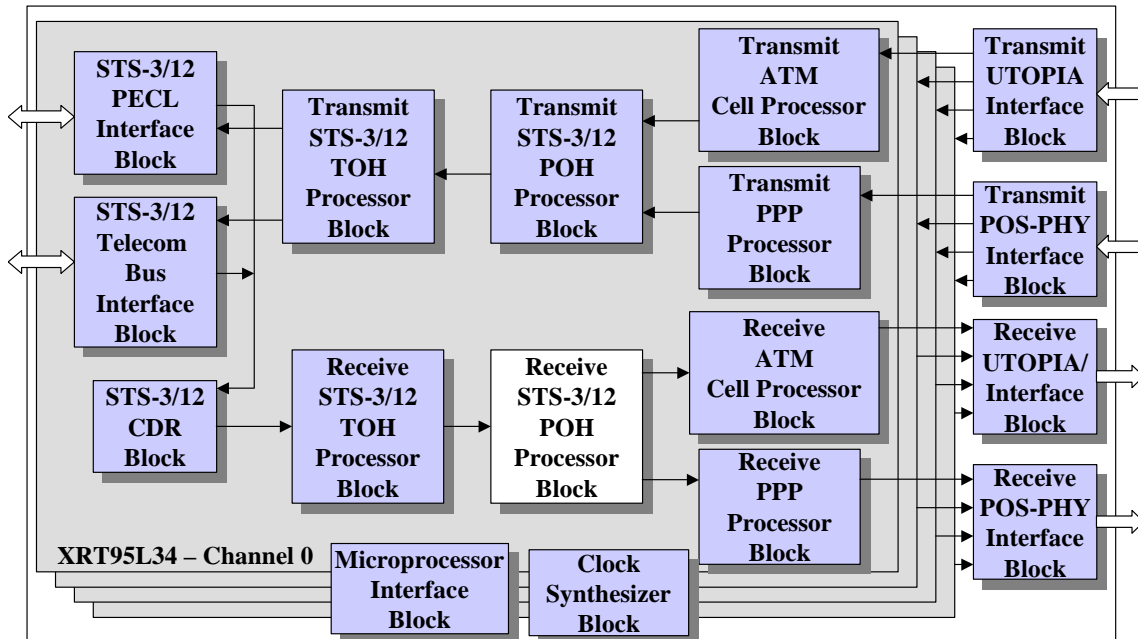 STS-3/12
PECL
Interface
Block
Transmit
STS-3/12
TOH
Processor
Block
Transmit
STS-3/12
POH
Processor
Block
Transmit
ATM
Cell Processor
Block
Transmit
UTOPIA
Interface
Block
STS-3/12
Telecom
Bus
Interface
Block
Transmit
PPP
Processor
Block
Transmit
POS-PHY
Interface
Block
STS-3/12
CDR
Block
Receive
STS-3/12
TOH
Processor
Block
Receive
STS-3/12
POH
Processor
Block
Receive
ATM
Cell Processor
Block
Receive
UTOPIA/
Interface
Block
Receive
PPP
Processor
Block
Receive
POS-PHY
Interface
Block
XRT95L34 – Channel 0
Microprocessor
Interface
Block
Clock
Synthesizer
Block